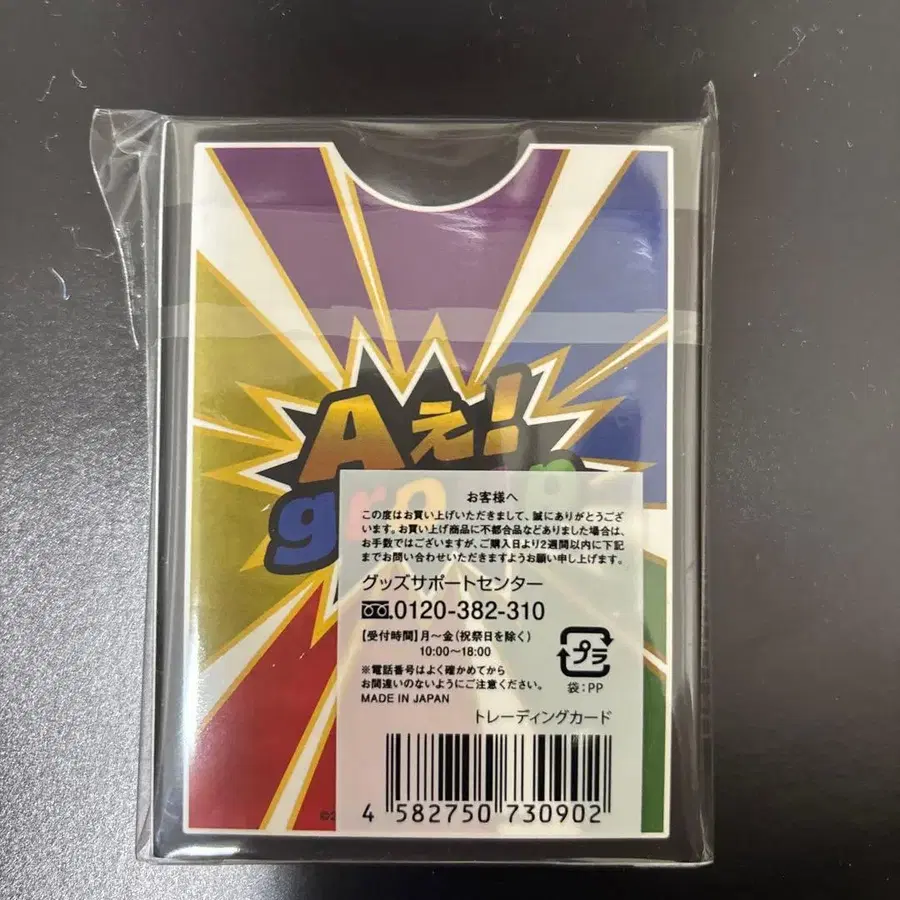 Aぇ!
gro p
お客様へ
この度はお買い上げいただきまして、誠にありがとうござ
います。お買い上げ商品に不都合品などありました場合は、
お手数ではございますが、ご購入日より2週間以内に下記
までお問い合わせいただきますようお願い申し上げます。
グッズサポートセンター
0120-382-310
【受付時間】月〜金(祝祭日を除く)
10:00〜18:00
※電話番号はよく確かめてから
お間違いのないようにご注意ください。
MADE IN JAPAN
プラ
袋:PP
トレーディングカード
4 582750 730902
©2